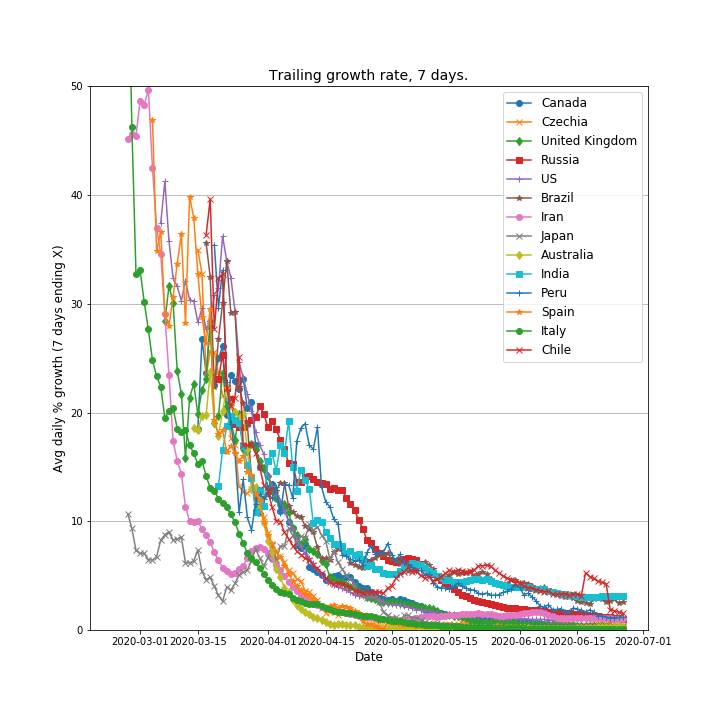 Trailing growth rate, 7 days.
Avg daily % growth (7 days ending X)
50
40
30
20
10
0
Canada
Czechia
United Kingdom
Russia
US
Brazil
Iran
Japan
Australia
India
Peru
Spain
Italy
Chile
2020-03-01 2020-03-15 2020-04-01 2020-04-15 2020-05-01 2020-05-15 2020-06-01 2020-06-15 2020-07-01
Date